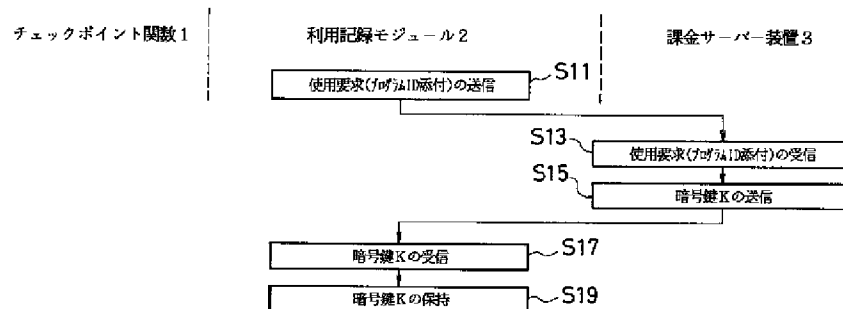 チェックポイント関数1
利用記録モジュール2
課金サーバー装置3
S11
使用要求(プログラムID添付)の送信
S13
使用要求(プログラムID添付)の受信
S15
暗号鍵Kの送信
暗号鍵Kの受信
S17
暗号鍵Kの保持
S19